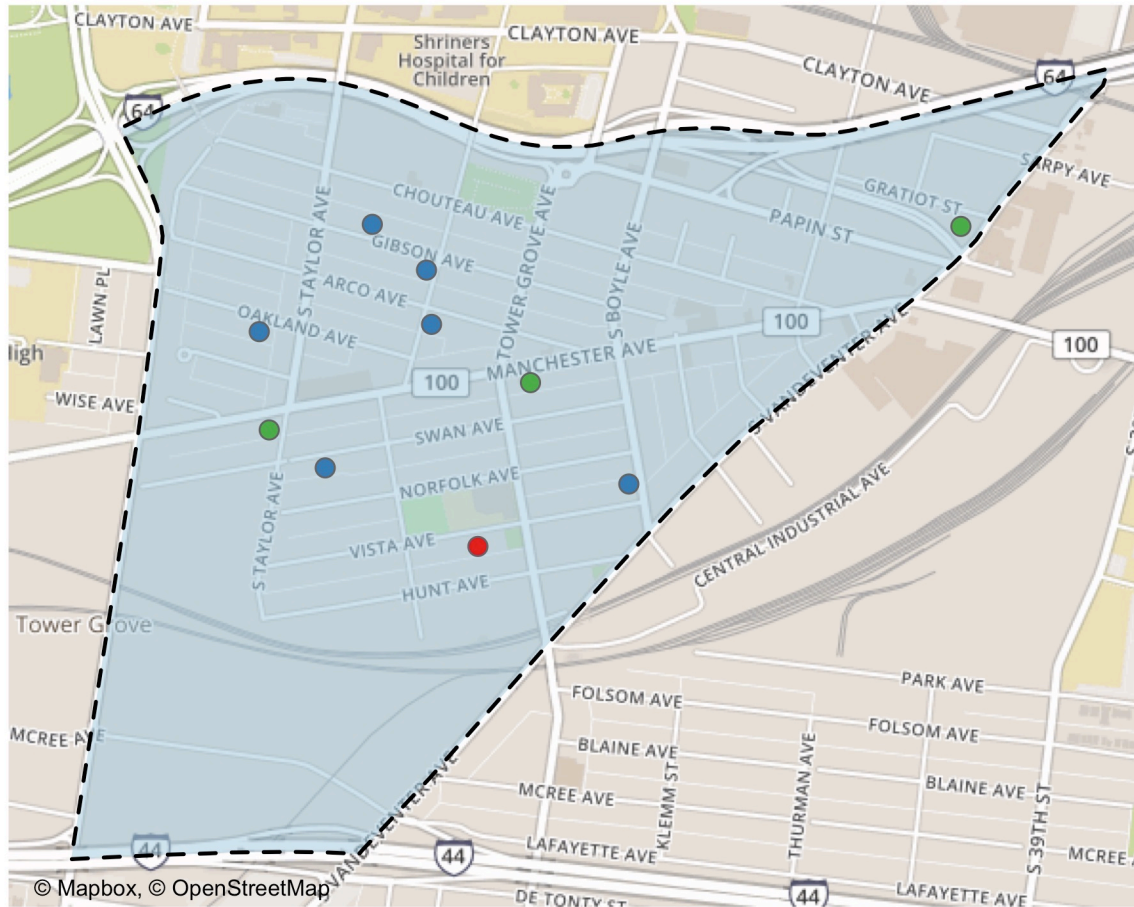 CLAYTON AVE
Shriners
Hospital for
Children
CLAYTON AVE
CLAYTON AVE
64
64
SARPY AVE
GRATIOT ST
PAPIN ST
CHOUTEAU AVE
GIBSON AVE
S TAYLOR AVE
TOWER GROVE AVE
S BOYLE AVE
ARCO AVE
OAKLAND AVE
LAWN PL
100
MANCHESTER AVE
100
100
S VANDEVENTER AVE
High
WISE AVE
SWAN AVE
NORFOLK AVE
S TAYLOR AVE
VISTA AVE
HUNT AVE
CENTRAL INDUSTRIAL AVE
Tower Grove
PARK AVE
FOLSOM AVE
FOLSOM AVE
MCREE AVE
BLAINE AVE
BLAINE AVE
MCREE AVE
KLEMM ST
THURMAN AVE
S 39TH ST
S VANDEVENTER AVE
44
44
LAFAYETTE AVE
MCREE
44
LAFAYETTE AVE
DE TONTY ST
© Mapbox, © OpenStreetMap